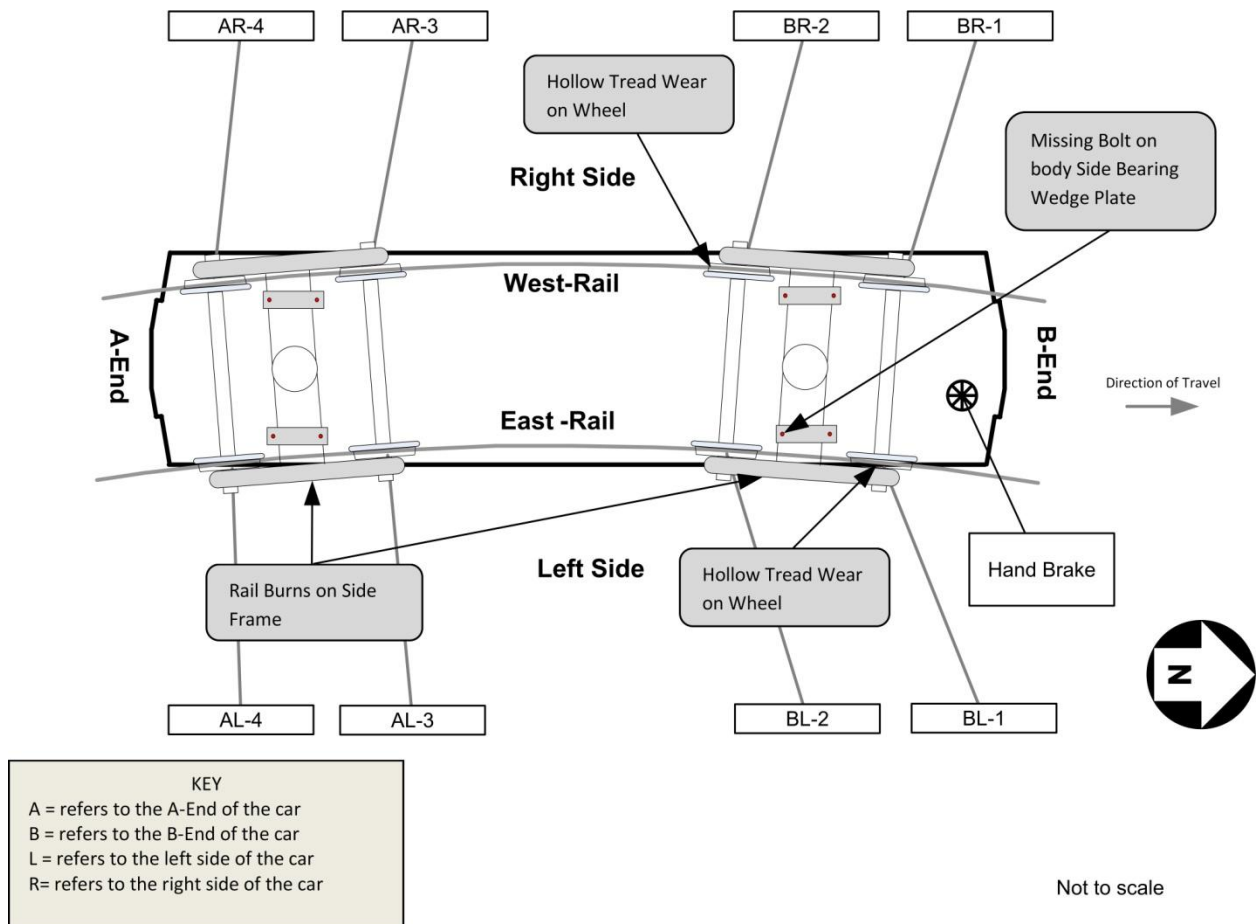 AR-4
AR-3
BR-2
BR-1
Hollow Tread Wear
on Wheel
Missing Bolt on
body Side Bearing
Wedge Plate
Right Side
West-Rail
A-End
B-End
Direction of Travel
East -Rail
Left Side
Rail Burns on Side
Frame
Hollow Tread Wear
on Wheel
Hand Brake
N
AL-4
AL-3
BL-2
BL-1
KEY
A = refers to the A-End of the car
B = refers to the B-End of the car
L = refers to the left side of the car
R= refers to the right side of the car
Not to scale